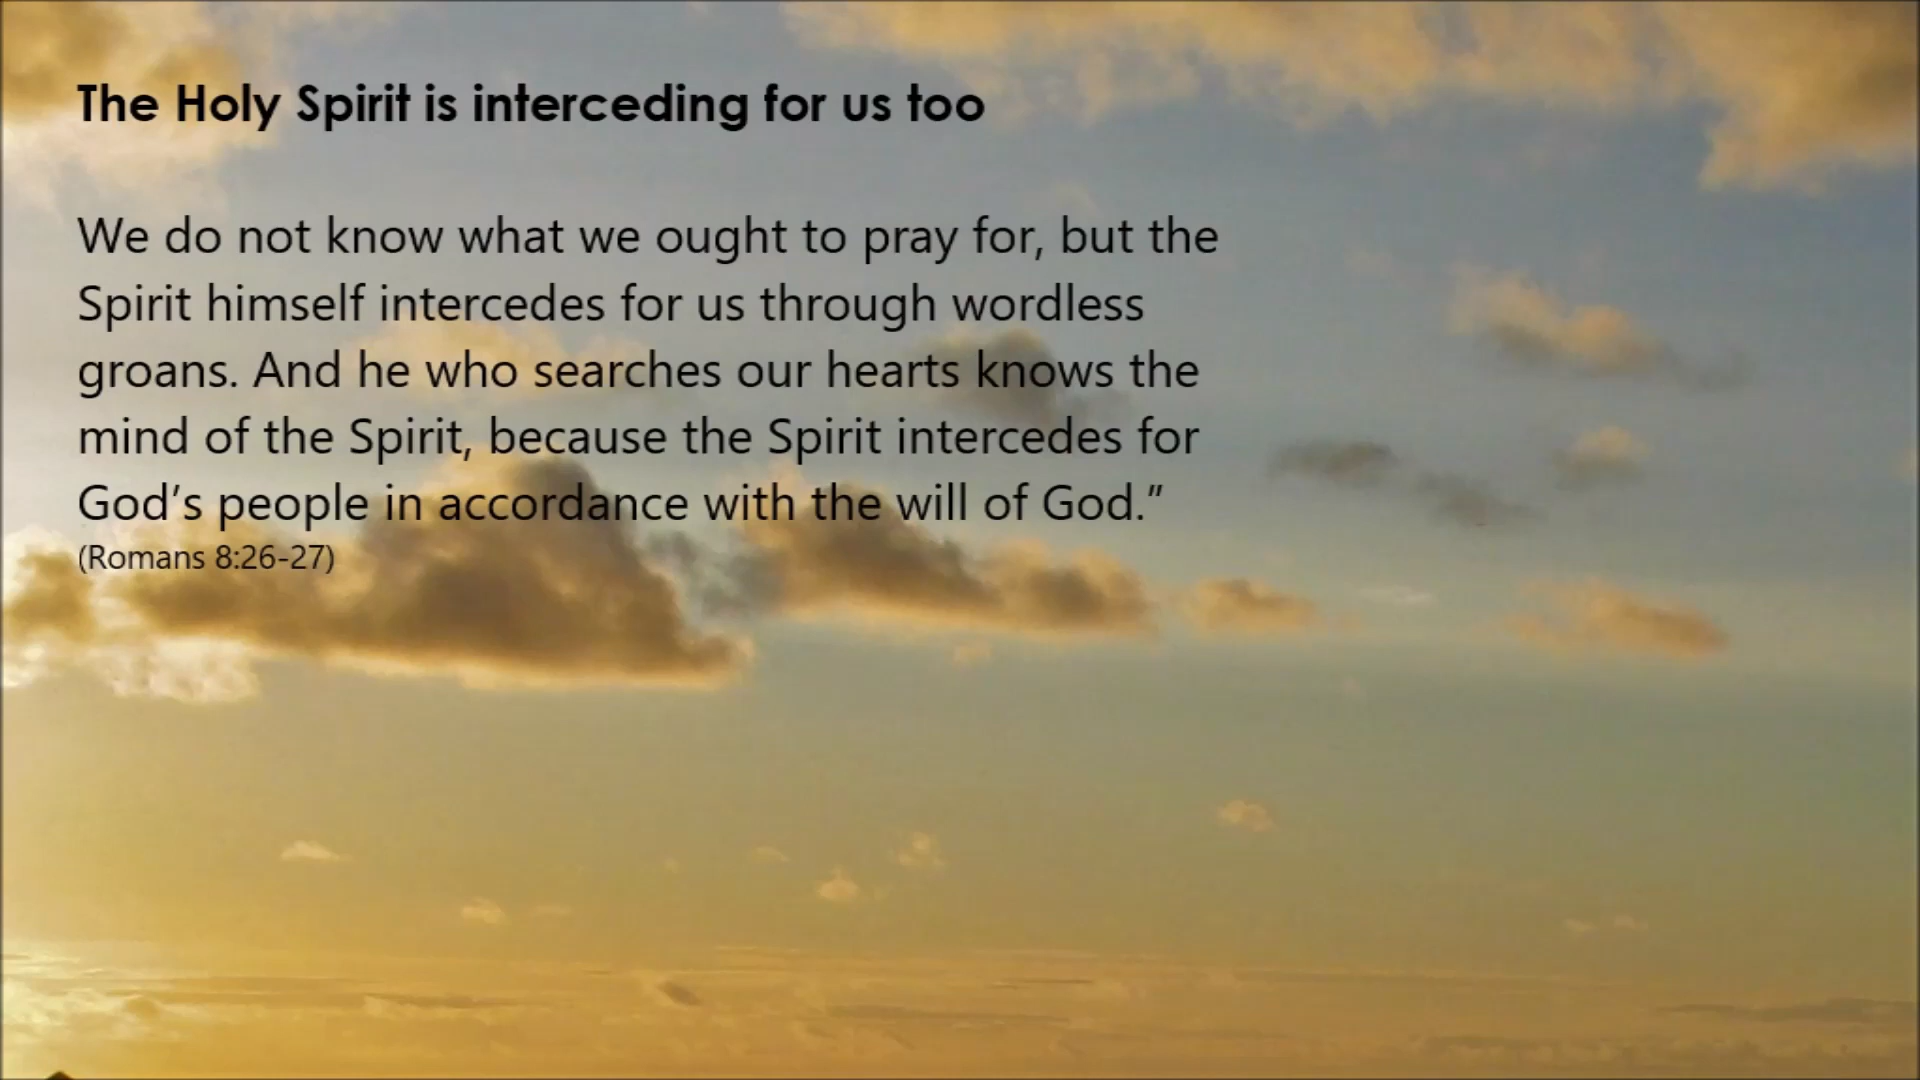 The Holy Spirit is interceding for us too
We do not know what we ought to pray for, but the
Spirit himself intercedes for us through wordless
groans. And he who searches our hearts knows the
mind of the Spirit, because the Spirit intercedes for
God’s people in accordance with the will of God.”
(Romans 8:26-27)